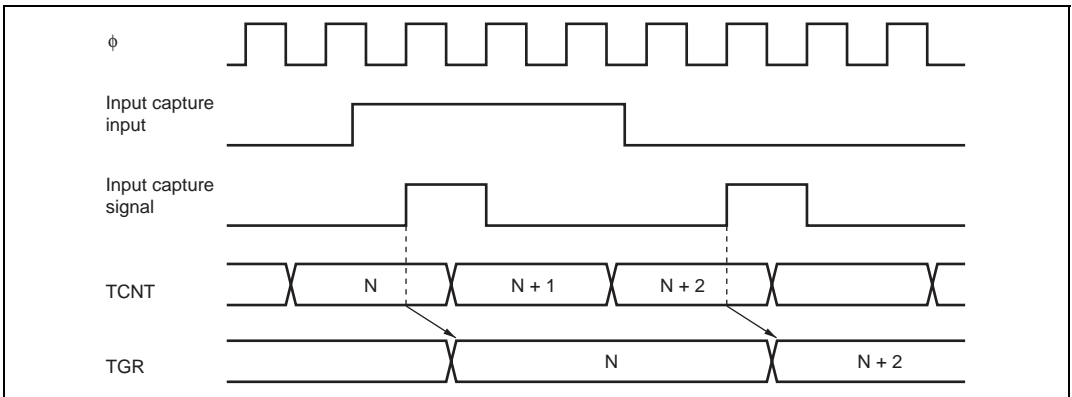 ϕ
Input capture
input
Input capture
signal
TCNT
N
N + 1
N + 2
TGR
N
N + 2